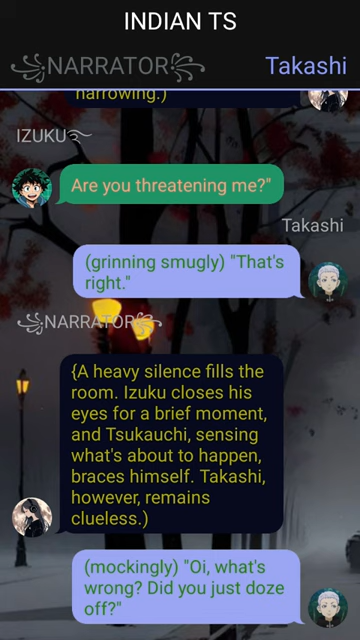 INDIAN TS
꧁NARRATOR꧂
Takashi
narrowing.)
IZUKU
Are you threatening me?"
Takashi
(grinning smugly) "That's
right."
꧁NARRATOR꧂
{A heavy silence fills the
room. Izuku closes his
eyes for a brief moment,
and Tsukauchi, sensing
what's about to happen,
braces himself. Takashi,
however, remains
clueless.)
(mockingly) "Oi, what's
wrong? Did you just doze
off?"